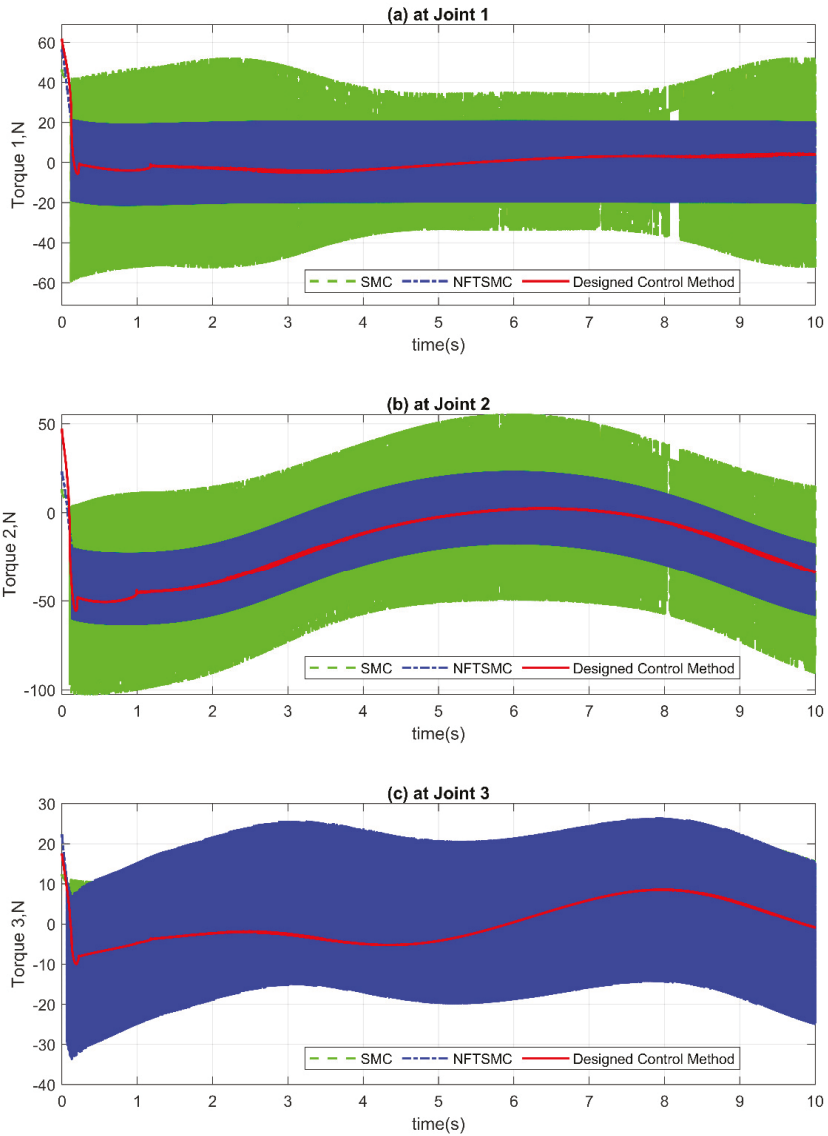 (a) at Joint 1
60
40
20
0
-20
-40
-60
Torque 1,N
SMC NFTSMC Designed Control Method
0 1 2 3 4 5 6 7 8 9 10
time(s)
(b) at Joint 2
50
0
-50
-100
Torque 2,N
SMC NFTSMC Designed Control Method
0 1 2 3 4 5 6 7 8 9 10
time(s)
(c) at Joint 3
30
20
10
0
-10
-20
-30
-40
Torque 3,N
SMC NFTSMC Designed Control Method
0 1 2 3 4 5 6 7 8 9 10
time(s)